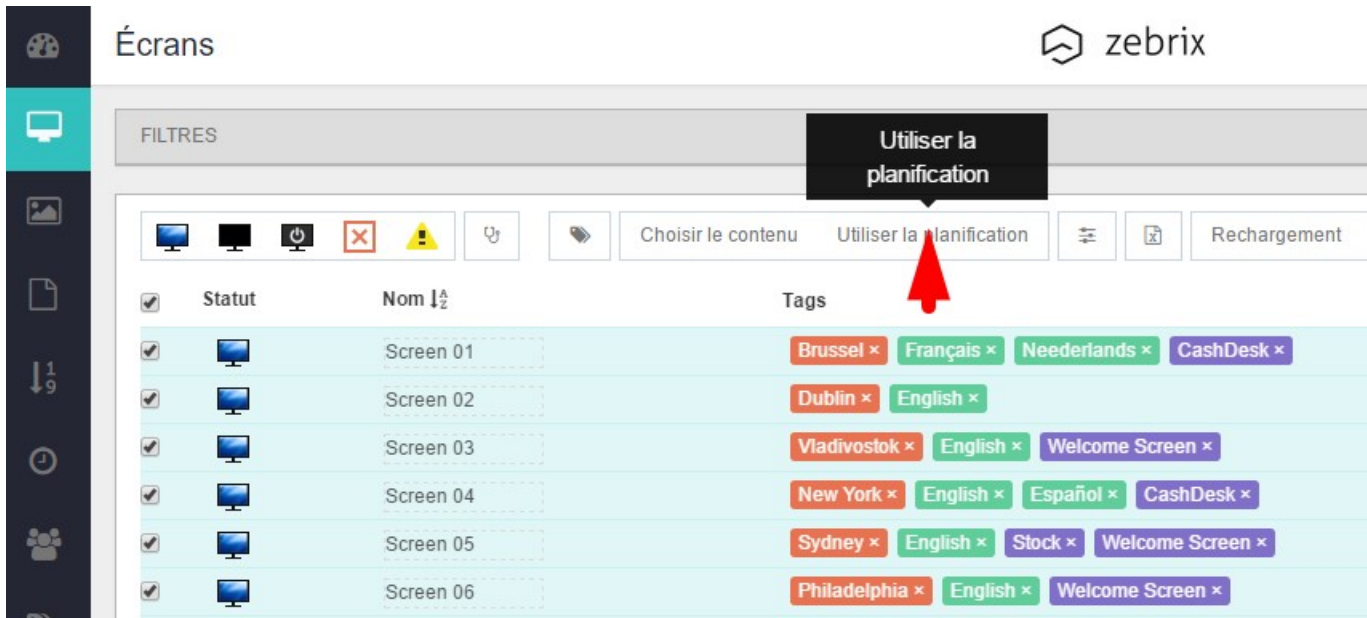 Écrans
zebrix
FILTRES
Utiliser la
planification
Choisir le contenu Utiliser la planification Rechargement
Statut Nom Tags
Screen 01 Brussel × Français × Neederlands × CashDesk ×
Screen 02 Dublin × English ×
Screen 03 Vladivostok × English × Welcome Screen ×
Screen 04 New York × English × Español × CashDesk ×
Screen 05 Sydney × English × Stock × Welcome Screen ×
Screen 06 Philadelphia × English × Welcome Screen ×